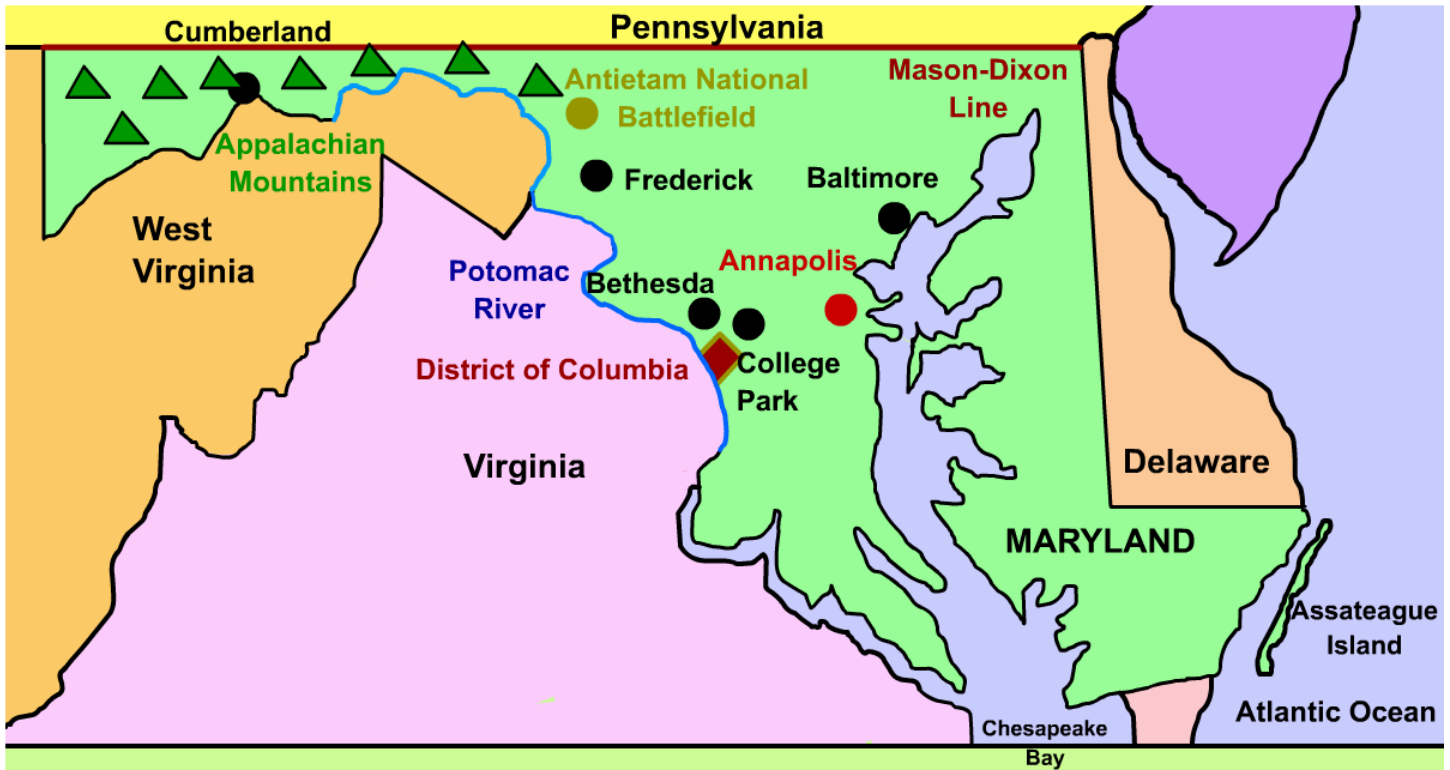 Pennsylvania
Cumberland
Mason-Dixon
Line
Antietam National
Battlefield
Appalachian
Mountains
Frederick
Baltimore
West
Virginia
Potomac
River
Annapolis
Bethesda
District of Columbia
College
Park
Virginia
Delaware
MARYLAND
Assateague
Island
Atlantic Ocean
Chesapeake
Bay